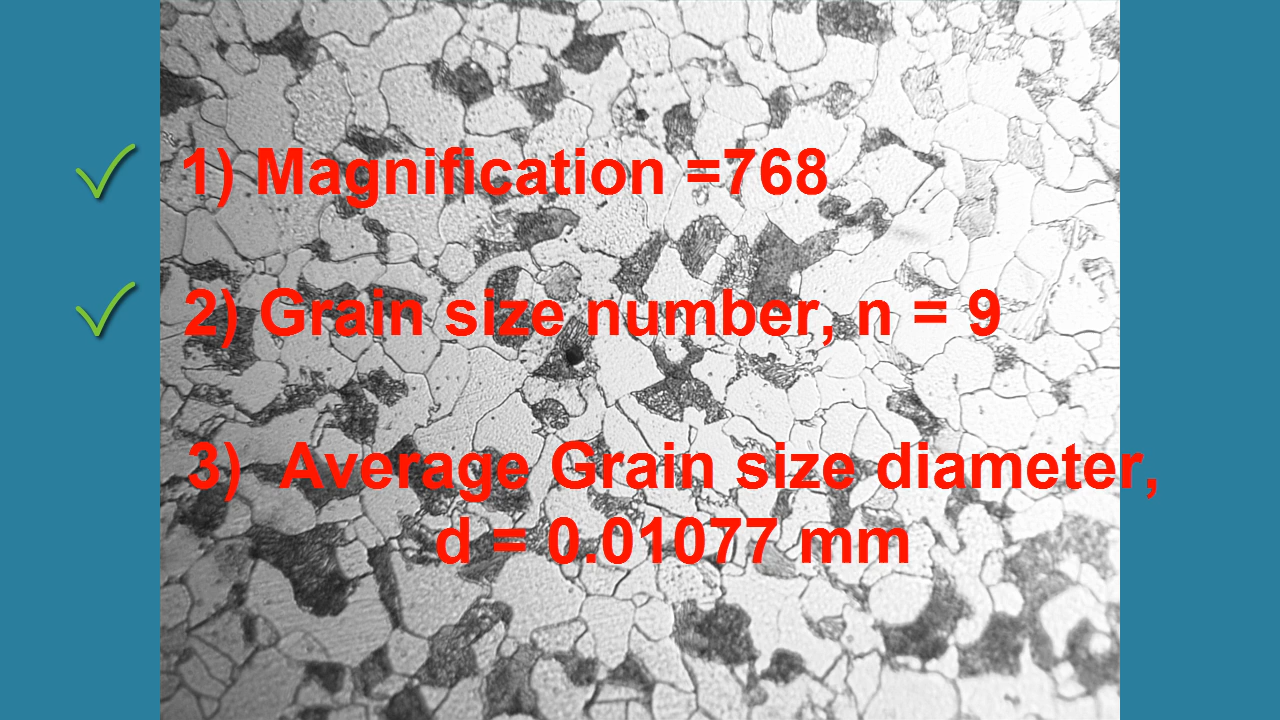 1) Magnification =768
2) Grain size number, n = 9
3) Average Grain size diameter,
d = 0.01077 mm